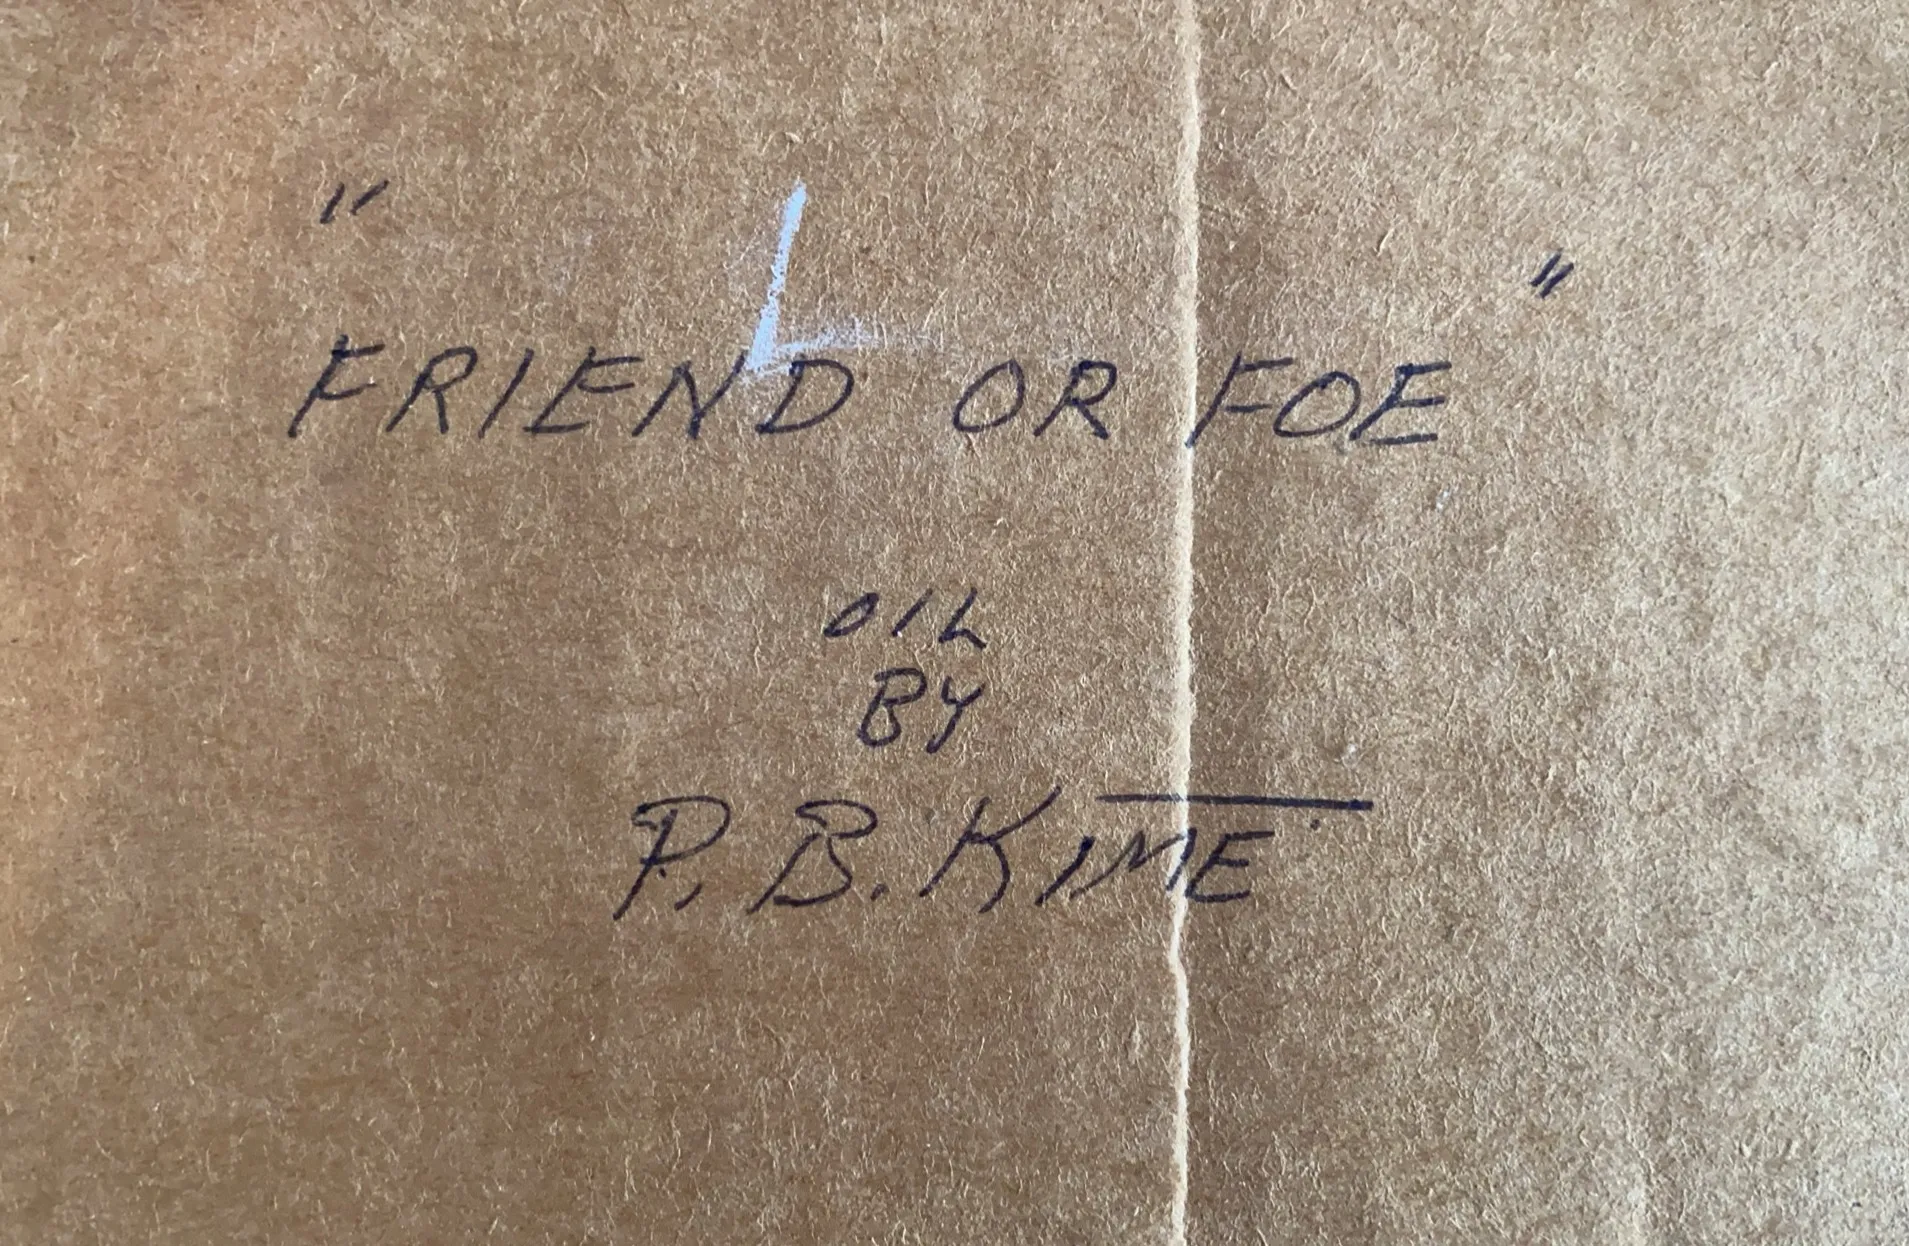 "FRIEND OR FOE"
OIL
BY
P. B. KIME